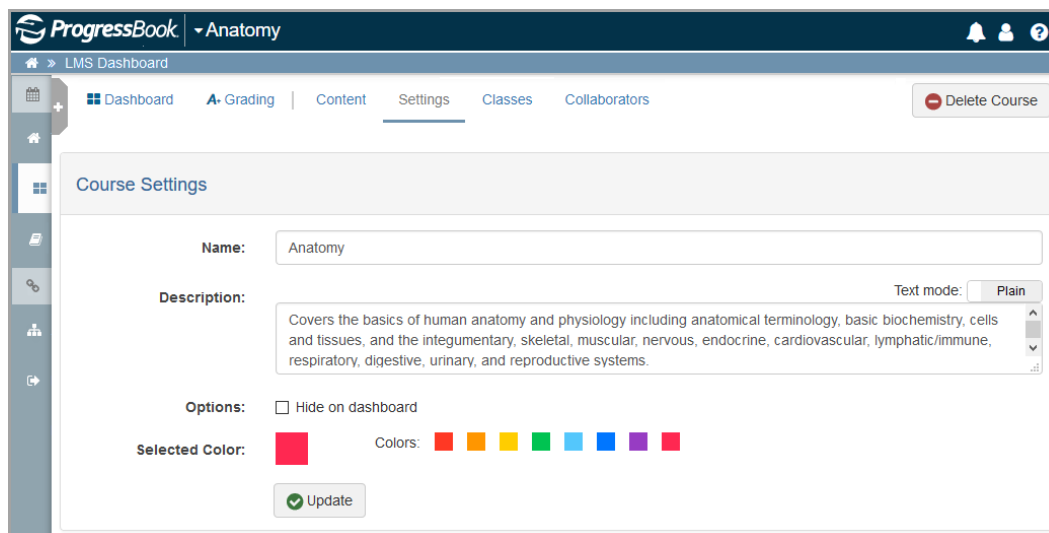 ProgressBook Anatomy
» LMS Dashboard
Dashboard A+ Grading | Content Settings Classes Collaborators Delete Course
Course Settings
Name: Anatomy
Text mode: Plain
Description:
Covers the basics of human anatomy and physiology including anatomical terminology, basic biochemistry, cells
and tissues, and the integumentary, skeletal, muscular, nervous, endocrine, cardiovascular, lymphatic/immune,
respiratory, digestive, urinary, and reproductive systems.
Options: Hide on dashboard
Selected Color: Colors:
Update